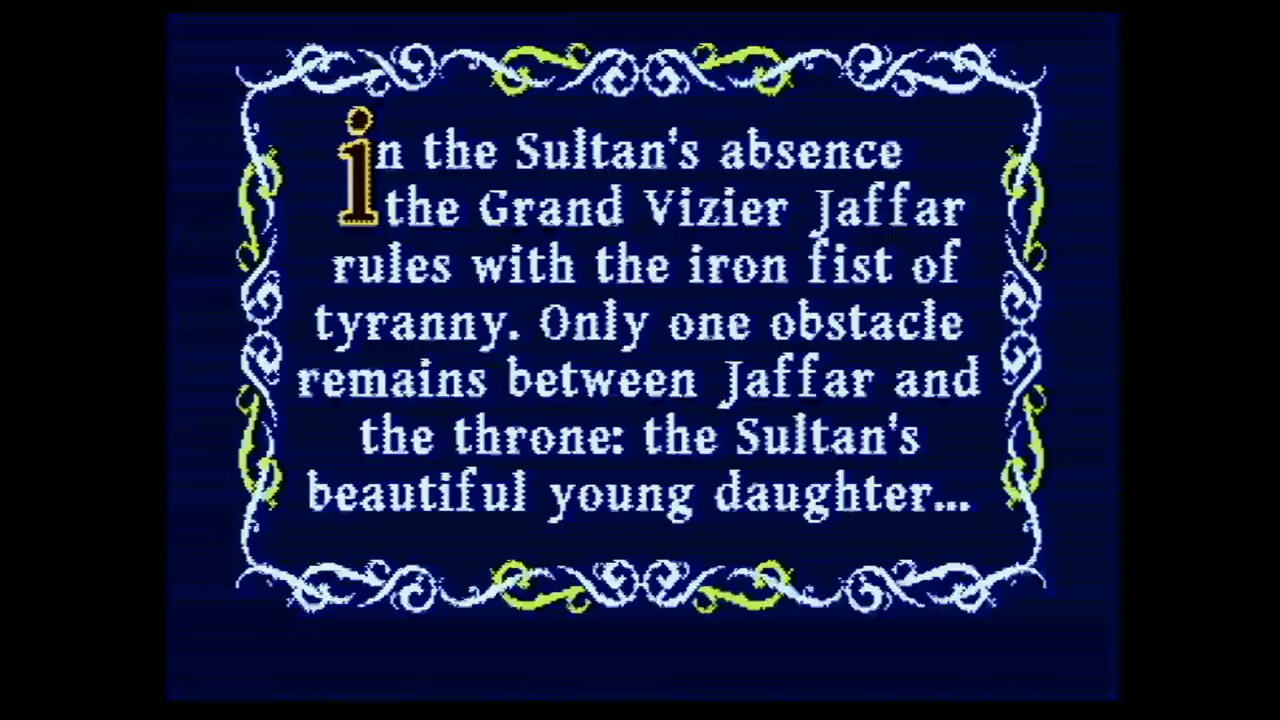 in the Sultan's absence
the Grand Vizier Jaffar
rules with the iron fist of
tyranny. Only one obstacle
remains between Jaffar and
the throne: the Sultan's
beautiful young daughter...